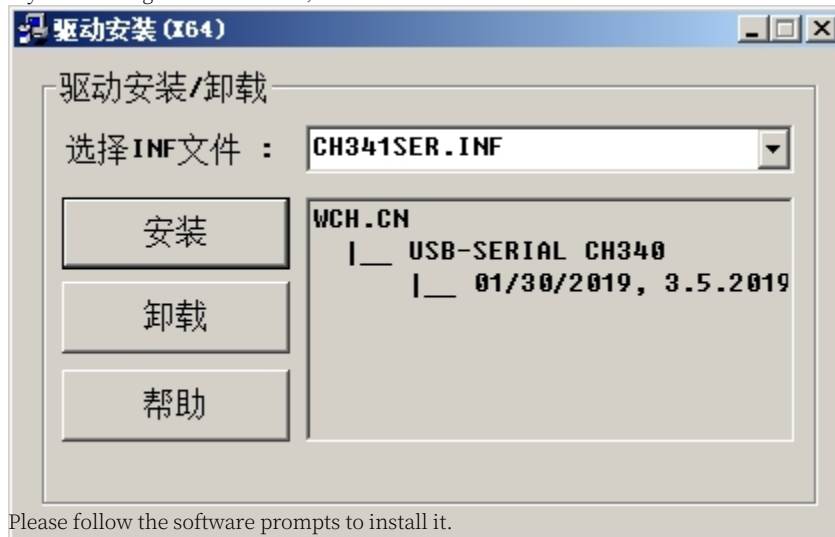 驱动安装(X64)
驱动安装/卸载
选择INF文件 :
CH341SER.INF
安装
WCH.CN
|__ USB-SERIAL CH340
|__ 01/30/2019, 3.5.2019
卸载
帮助
Please follow the software prompts to install it.